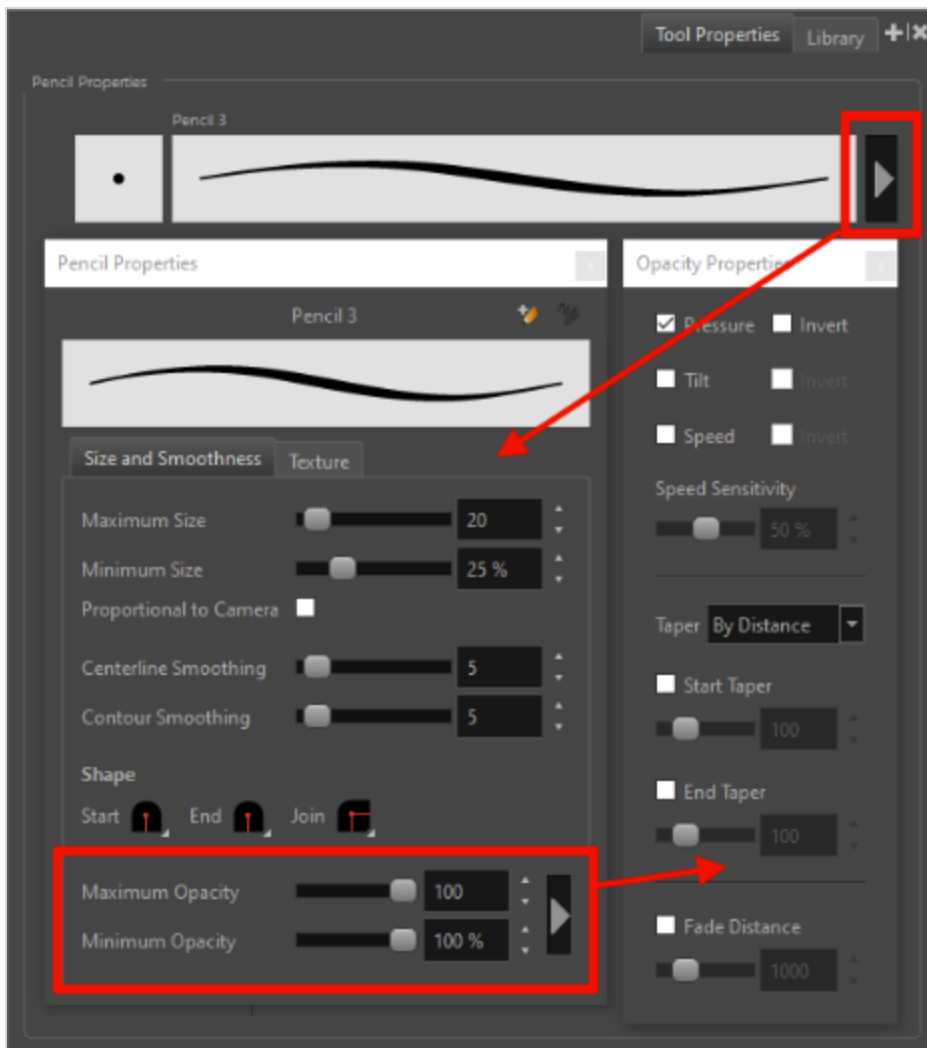 Tool Properties Library
Pencil Properties
Pencil 3
Pencil Properties
Pencil 3
Size and Smoothness Texture
Maximum Size 20
Minimum Size 25 %
Proportional to Camera
Centerline Smoothing 5
Contour Smoothing 5
Shape
Start End Join
Maximum Opacity 100
Minimum Opacity 100 %
Opacity Properties
Pressure Invert
Tilt Invert
Speed Invert
Speed Sensitivity
50 %
Taper By Distance
Start Taper
100
End Taper
100
Fade Distance
1000